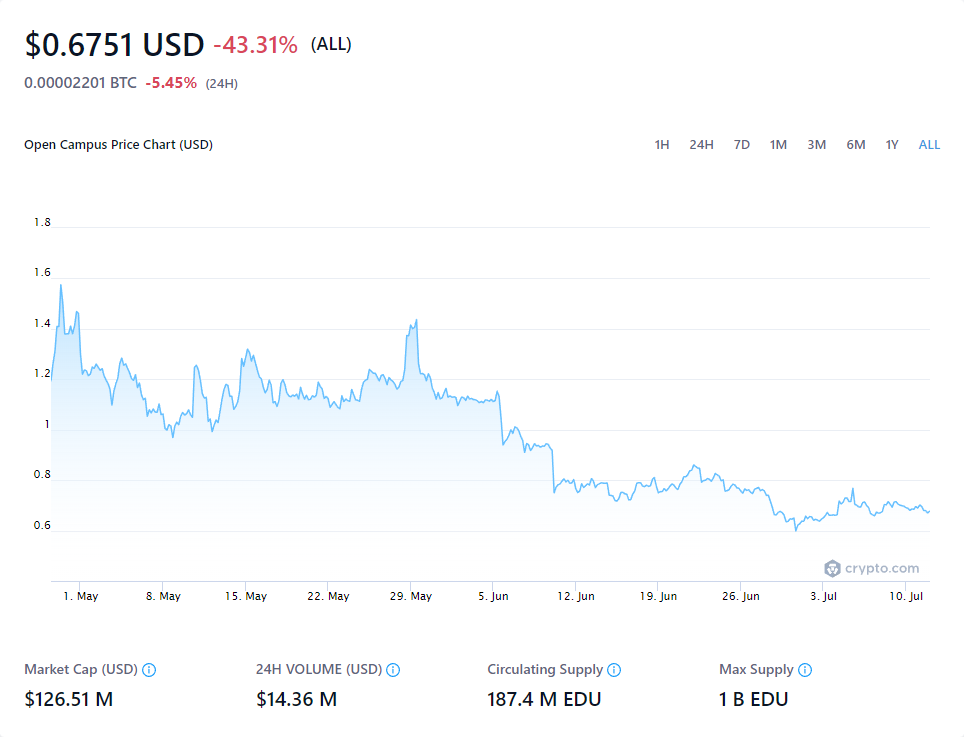 $0.6751 USD -43.31% (ALL)
0.00002201 BTC -5.45% (24H)
Open Campus Price Chart (USD) 1H 24H 7D 1M 3M 6M 1Y ALL
1.8
1.6
1.4
1.2
1
0.8
0.6
crypto.com
1. May 8. May 15. May 22. May 29. May 5. Jun 12. Jun 19. Jun 26. Jun 3. Jul 10. Jul
Market Cap (USD) 24H VOLUME (USD) Circulating Supply Max Supply
$126.51 M $14.36 M 187.4 M EDU 1 B EDU